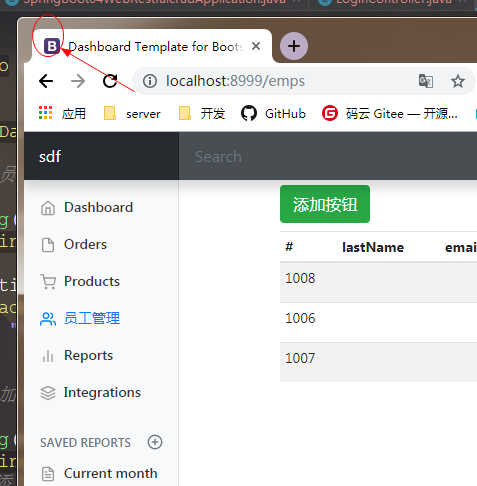 Springboot04WebRestfulcrudApplication.java
LoginController.java
Dashboard Template for Boots
localhost:8999/emps
应用
server
开发
GitHub
码云 Gitee — 开源...
sdf
Search
Dashboard
Orders
Products
员工管理
Reports
Integrations
SAVED REPORTS
Current month
添加按钮
# lastName emai
1008
1006
1007